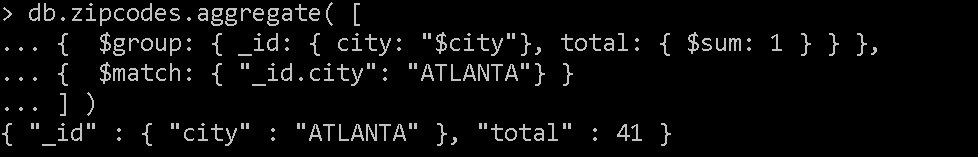 > db.zipcodes.aggregate( [
... {  $group: { _id: { city: "$city"}, total: { $sum: 1 } } },
... {  $match: { "_id.city": "ATLANTA"} }
... ] )
{ "_id" : { "city" : "ATLANTA" }, "total" : 41 }